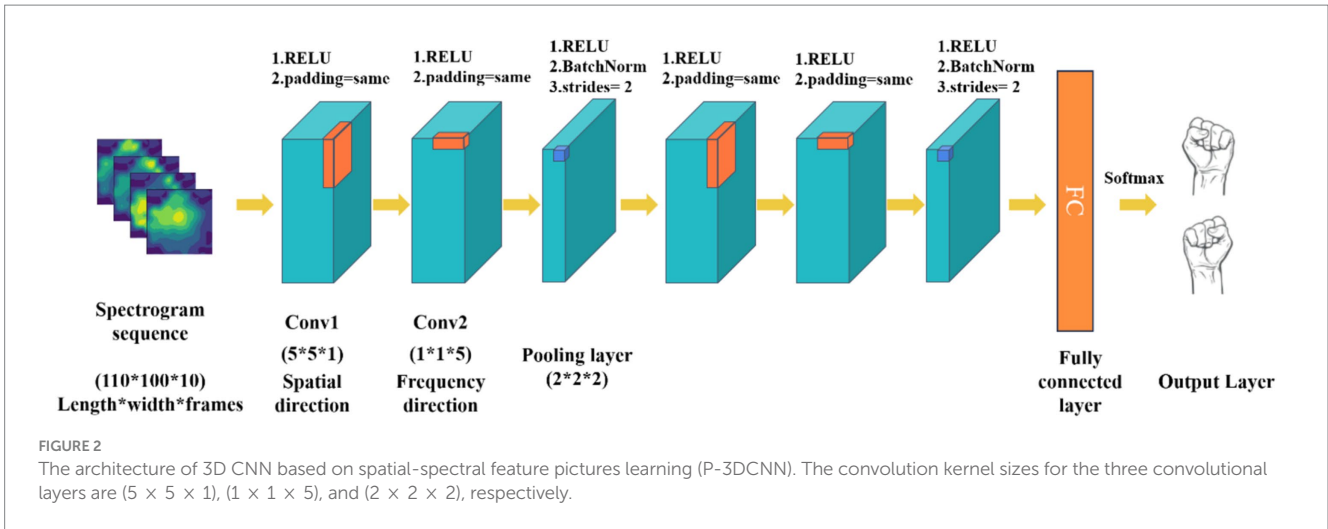 1.RELU
2.padding=same
1.RELU
2.padding=same
1.RELU
2.BatchNorm
3.strides= 2
1.RELU
2.padding=same
1.RELU
2.padding=same
1.RELU
2.BatchNorm
3.strides= 2
FC
Softmax
Spectrogram
sequence
(110*100*10)
Length*width*frames
Conv1
(5*5*1)
Spatial
direction
Conv2
(1*1*5)
Frequency
direction
Pooling layer
(2*2*2)
Fully
connected
layer
Output Layer
FIGURE 2
The architecture of 3D CNN based on spatial-spectral feature pictures learning (P-3DCNN). The convolution kernel sizes for the three convolutional
layers are (5 × 5 × 1), (1 × 1 × 5), and (2 × 2 × 2), respectively.